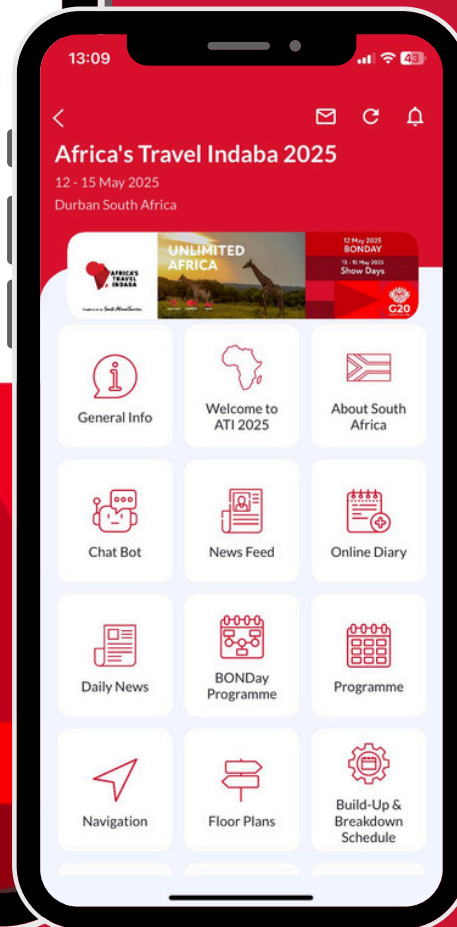 13:09
43
Africa's Travel Indaba 2025
12 - 15 May 2025
Durban South Africa
AFRICA'S
TRAVEL
INDABA
South African Tourism
UNLIMITED
AFRICA
12 May 2025
BONDAY
13 - 15 May 2025
Show Days
G20
General Info
Welcome to
ATI 2025
About South
Africa
Chat Bot
News Feed
Online Diary
Daily News
BONDay
Programme
Programme
Navigation
Floor Plans
Build-Up &
Breakdown
Schedule